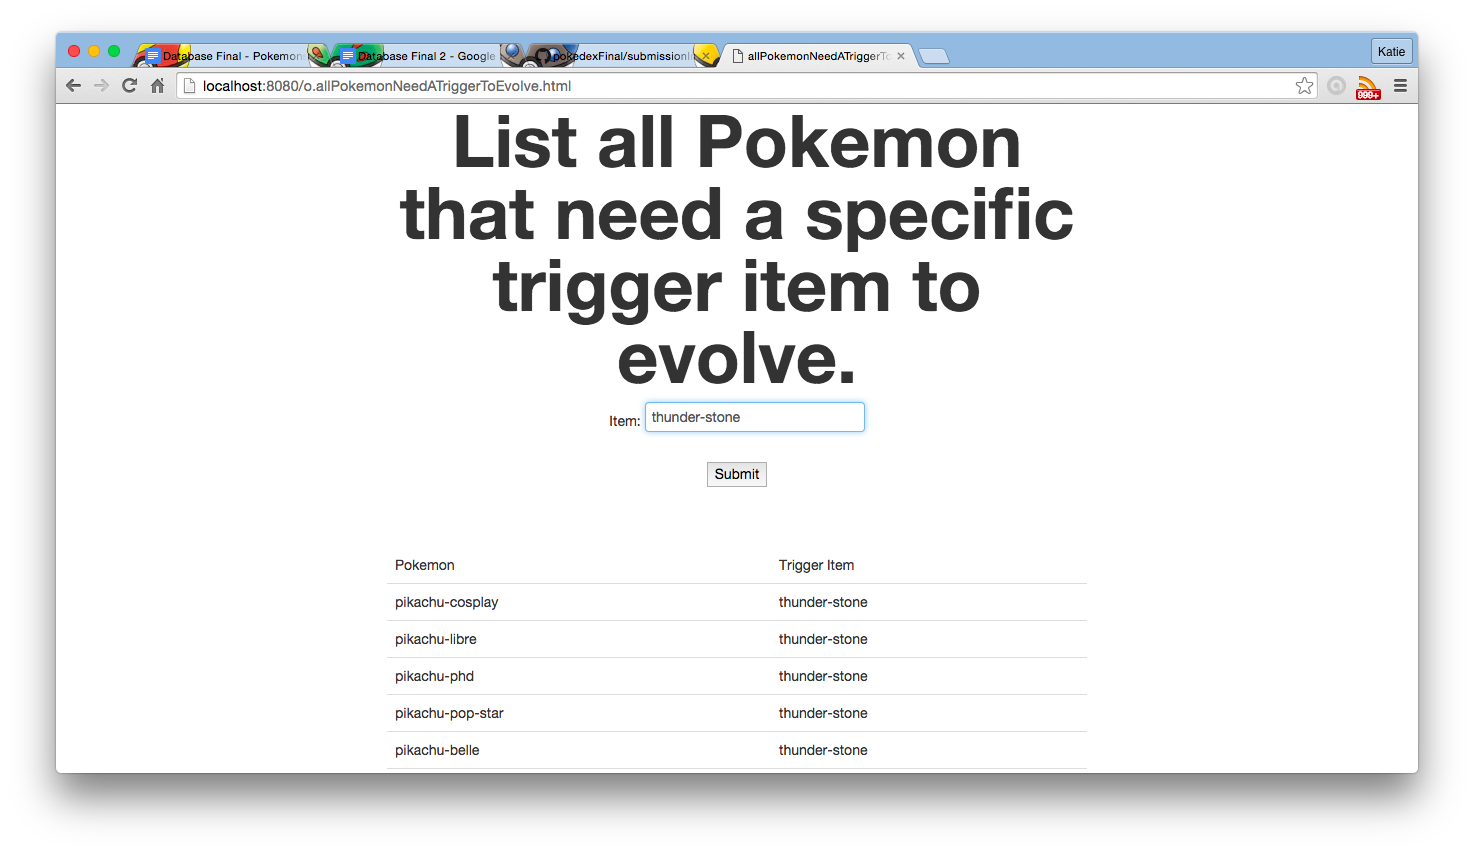 Database Final - Pokemon
Database Final 2 - Google
pokedexFinal/submission
allPokemonNeedATriggerTo
Katie
localhost:8080/o.allPokemonNeedATriggerToEvolve.html
999+
List all Pokemon
that need a specific
trigger item to
evolve.
Item: thunder-stone
Submit
Pokemon Trigger Item
pikachu-cosplay thunder-stone
pikachu-libre thunder-stone
pikachu-phd thunder-stone
pikachu-pop-star thunder-stone
pikachu-belle thunder-stone